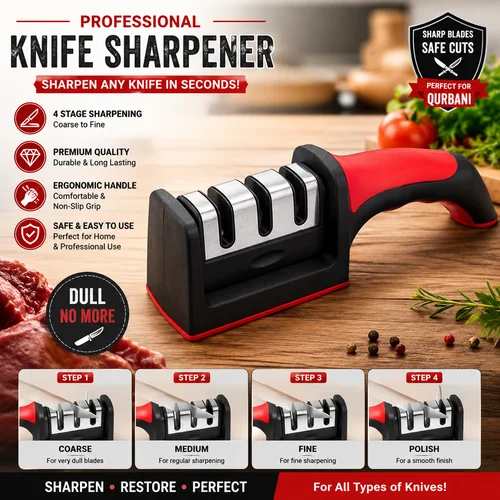 PROFESSIONAL
KNIFE SHARPENER
SHARPEN ANY KNIFE IN SECONDS!
SHARP BLADES
SAFE CUTS
PERFECT FOR
QURBANI
4 STAGE SHARPENING
Coarse to Fine
PREMIUM QUALITY
Durable & Long Lasting
ERGONOMIC HANDLE
Comfortable &
Non-Slip Grip
SAFE & EASY TO USE
Perfect for Home
& Professional Use
DULL
NO MORE
STEP 1
COARSE
For very dull blades
STEP 2
MEDIUM
For regular sharpening
STEP 3
FINE
For fine sharpening
STEP 4
POLISH
For a smooth finish
SHARPEN • RESTORE • PERFECT
For All Types of Knives!